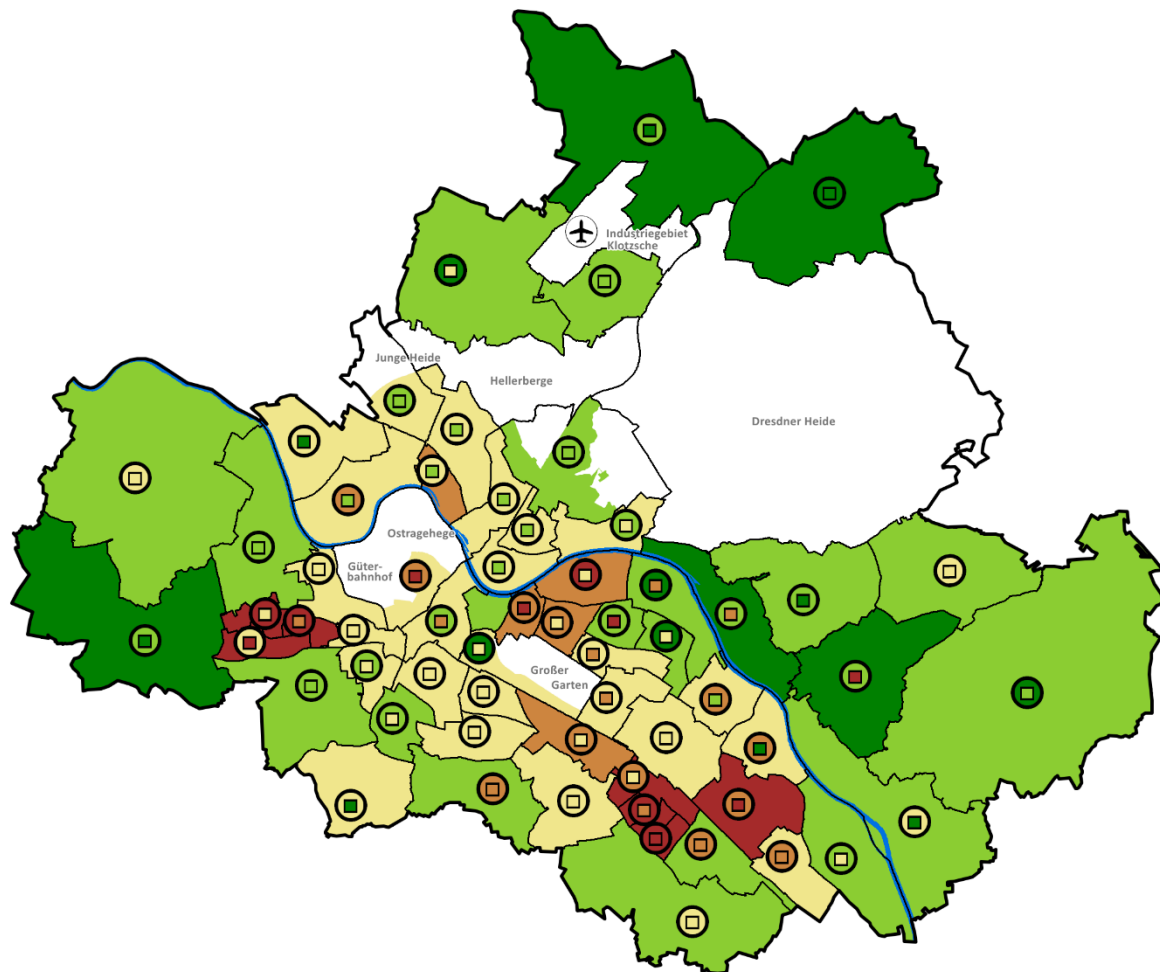 Industriegebiet
Klotzsche
Junge Heide
Hellerberge
Dresdner Heide
Ostragehege
Güter-
bahnhof
Großer
Garten